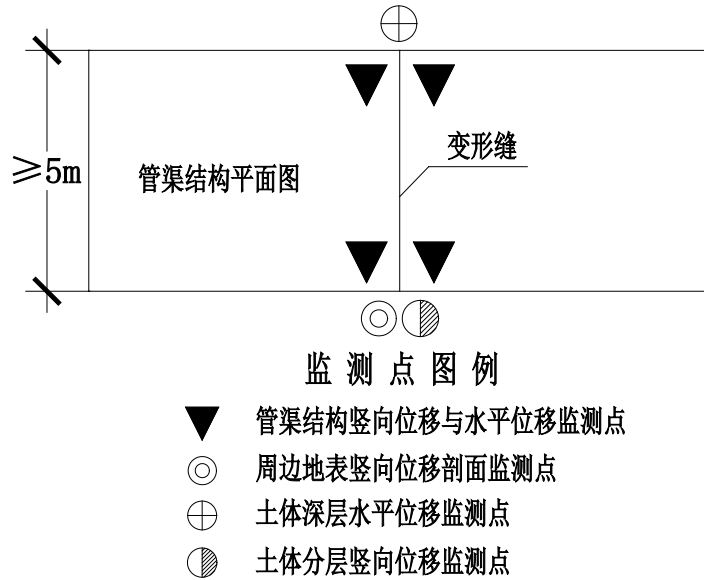 变形缝
≥5m
管渠结构平面图
监测点图例
管渠结构竖向位移与水平位移监测点
周边地表竖向位移剖面监测点
土体深层水平位移监测点
土体分层竖向位移监测点